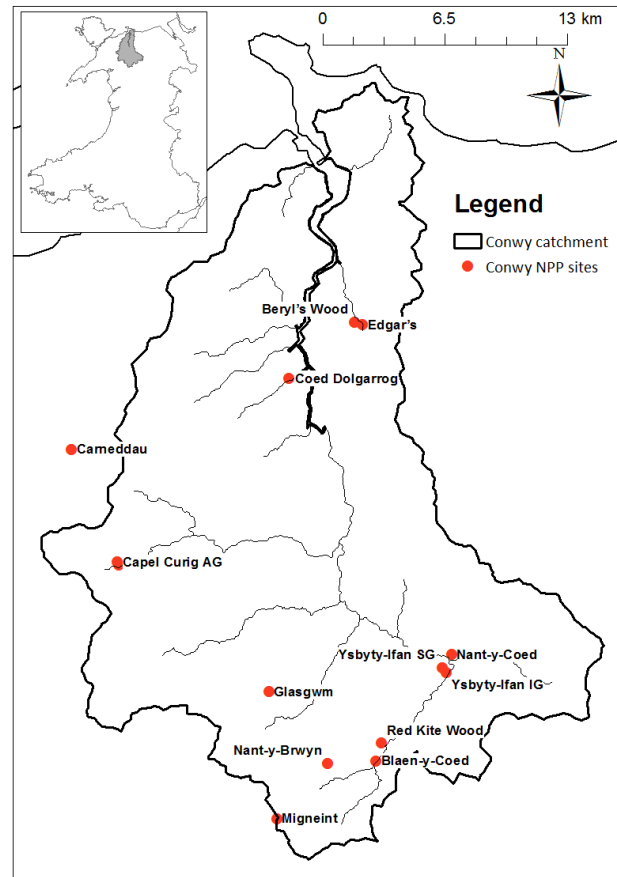 0 6.5 13 km
N
Legend
Conwy catchment
Conwy NPP sites
Beryl's Wood
Edgar's
Coed Dolgarrog
Carneddau
Capel Curig AG
Ysbyty-Ifan SG
Nant-y-Coed
Ysbyty-Ifan IG
Glasgwm
Red Kite Wood
Nant-y-Brwyn
Blaen-y-Coed
Migneint